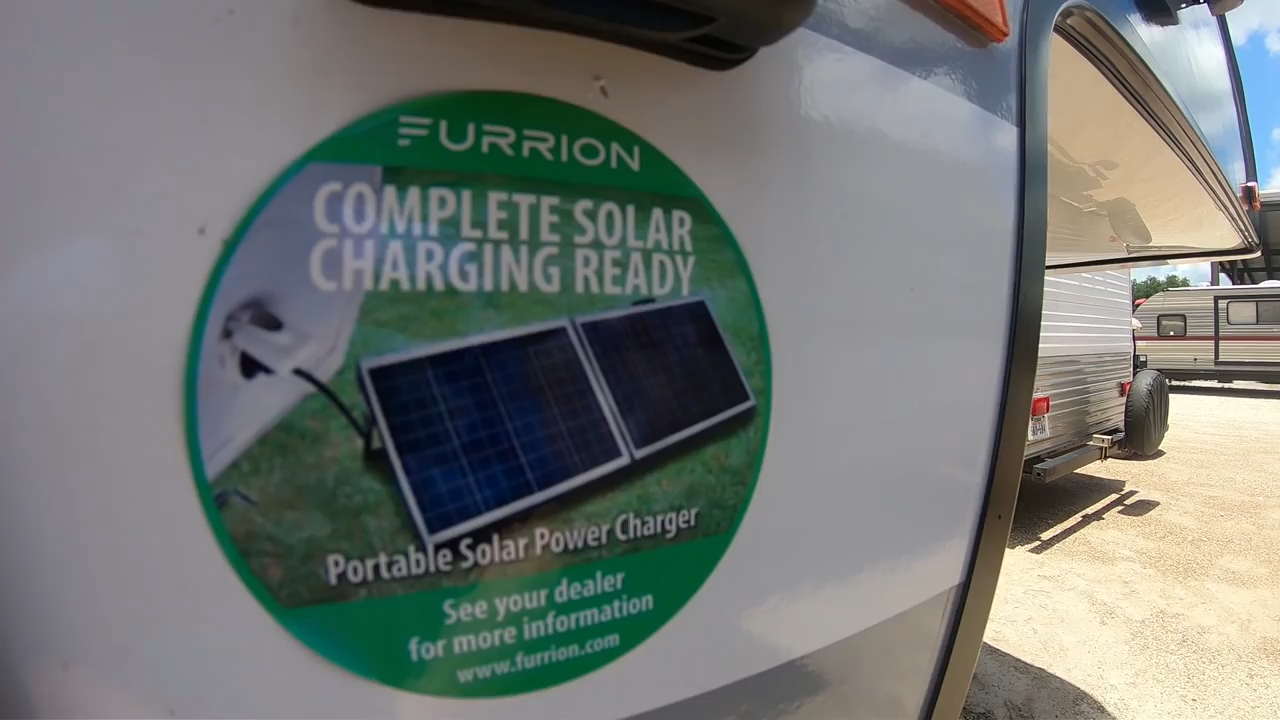 FURRION
COMPLETE SOLAR
CHARGING READY
Portable Solar Power Charger
See your dealer
for more information
www.furrion.com